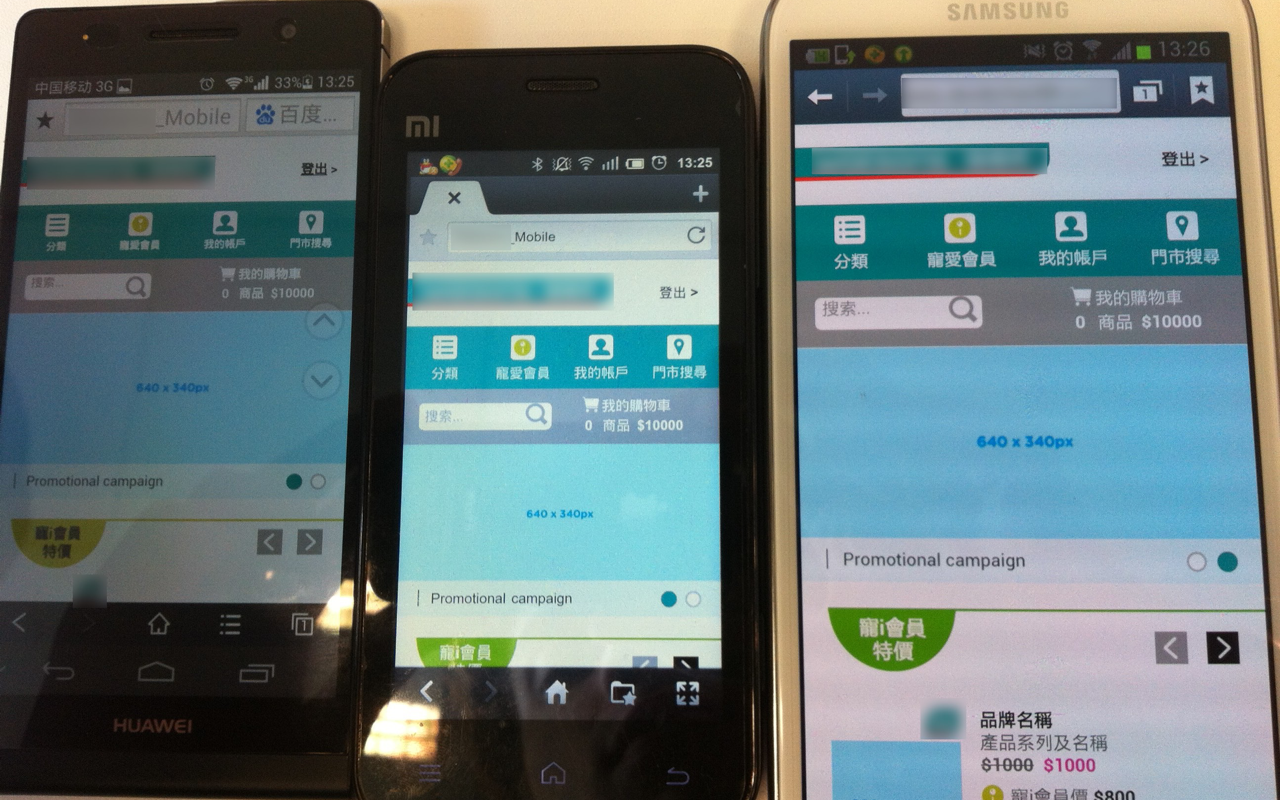 中国移动 3G 3G 33% 13:25
_Mobile 百度...
登出 >
分類 寵愛會員 我的帳戶 門市搜尋
搜索... 我的購物車
0 商品 $10000
640 x 340px
Promotional campaign
寵i會員
特價
1
HUAWEI
MI
13:25
_Mobile
登出 >
分類 寵愛會員 我的帳戶 門市搜尋
搜索... 我的購物車
0 商品 $10000
640 x 340px
Promotional campaign
寵i會員
SAMSUNG
13:26
1
登出 >
分類 寵愛會員 我的帳戶 門市搜尋
搜索... 我的購物車
0 商品 $10000
640 x 340px
Promotional campaign
寵i會員
特價
品牌名稱
產品系列及名稱
$1000 $1000
寵i會員價 $800